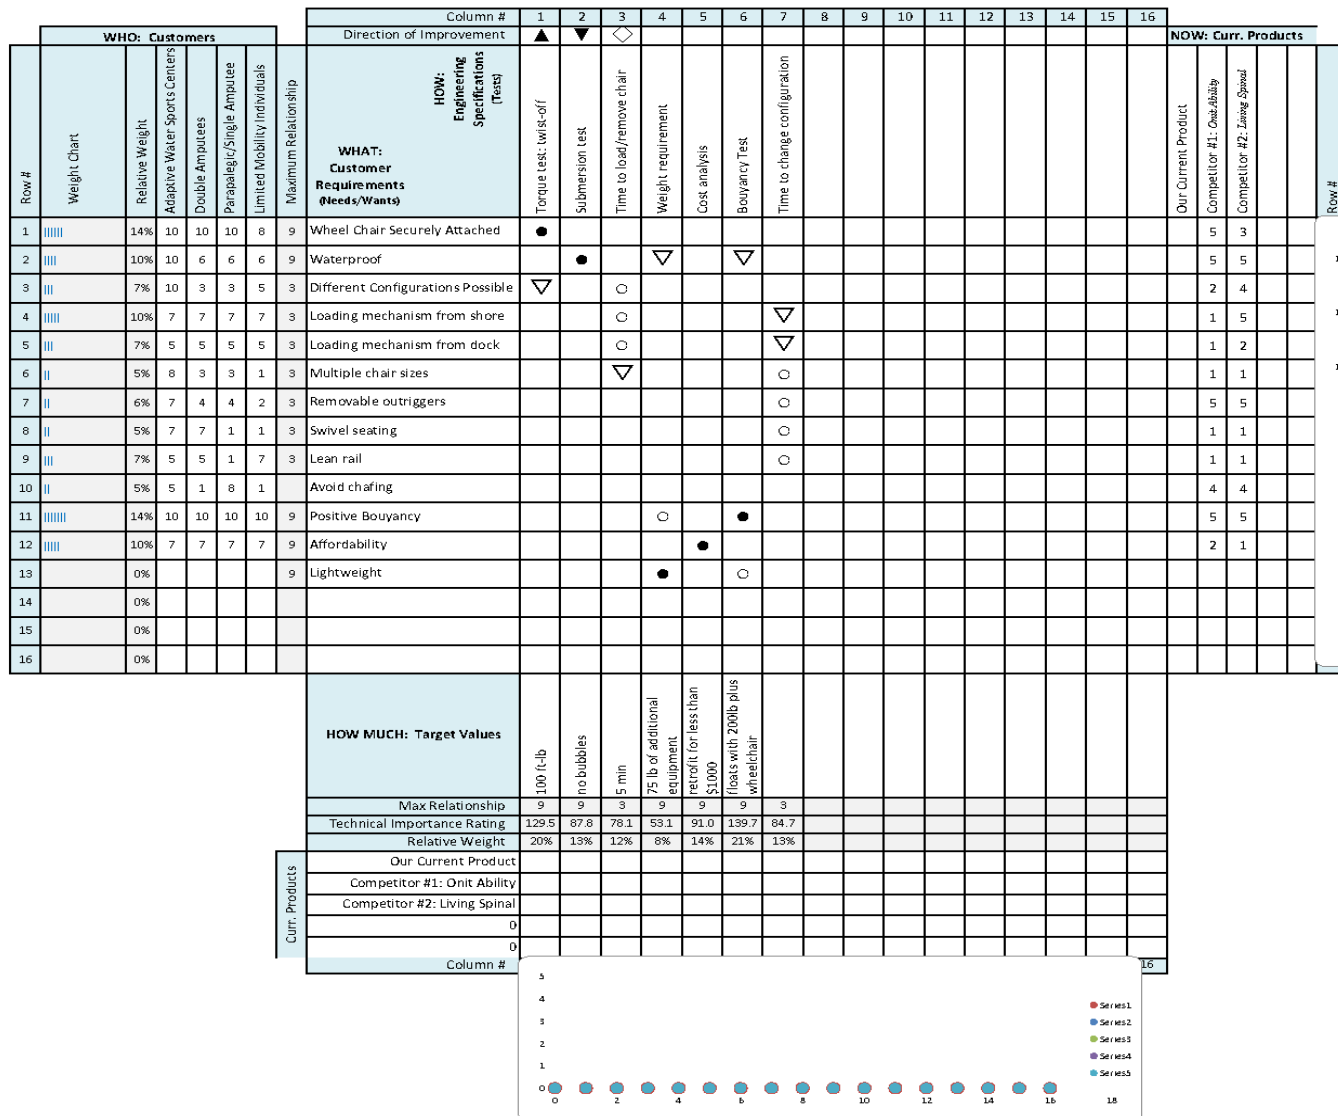 Column # 1 2 3 4 5 6 7 8 9 10 11 12 13 14 15 16
WHO: Customers Direction of Improvement ▲ ▼ ◇ NOW: Curr. Products
Row #
Weight Chart
Relative Weight
Adaptive Water Sports Centers
Double Amputees
Parapalegic/Single Amputee
Limited Mobility Individuals
Maximum Relationship
HOW:
Engineering
Specifications
(Tests)
WHAT:
Customer
Requirements
(Needs/Wants)
Torque test: twist-off
Submersion test
Time to load/remove chair
Weight requirement
Cost analysis
Bouyancy Test
Time to change configuration
Our Current Product
Competitor #1: Onit Ability
Competitor #2: Living Spinal
Row #
1 |||||| 14% 10 10 10 8 9 Wheel Chair Securely Attached ● 5 3
2 |||| 10% 10 6 6 6 9 Waterproof ● ▽ ▽ 5 5
3 ||| 7% 10 3 3 5 3 Different Configurations Possible ▽ ○ 2 4
4 ||||| 10% 7 7 7 7 3 Loading mechanism from shore ○ ▽ 1 5
5 ||| 7% 5 5 5 5 3 Loading mechanism from dock ○ ▽ 1 2
6 || 5% 8 3 3 1 3 Multiple chair sizes ▽ ○ 1 1
7 || 6% 7 4 4 2 3 Removable outriggers ○ 5 5
8 || 5% 7 7 1 1 3 Swivel seating ○ 1 1
9 ||| 7% 5 5 1 7 3 Lean rail ○ 1 1
10 || 5% 5 1 8 1 Avoid chafing 4 4
11 ||||||| 14% 10 10 10 10 9 Positive Bouyancy ○ ● 5 5
12 ||||| 10% 7 7 7 7 9 Affordability ● 2 1
13 0% 9 Lightweight ● ○
14 0%
15 0%
16 0%
HOW MUCH: Target Values
100 ft-lb
no bubbles
5 min
75 lb of additional
equipment
retrofit for less than
$1000
floats with 200lb plus
wheelchair
Max Relationship 9 9 3 9 9 9 3
Technical Importance Rating 129.5 87.8 78.1 53.1 91.0 139.7 84.7
Relative Weight 20% 13% 12% 8% 14% 21% 13%
Curr. Products
Our Current Product
Competitor #1: Onit Ability
Competitor #2: Living Spinal
0
0
Column # 16
5
4
3
2
1
0
0 2 4 6 8 10 12 14 16 18
Series1
Series2
Series3
Series4
Series5